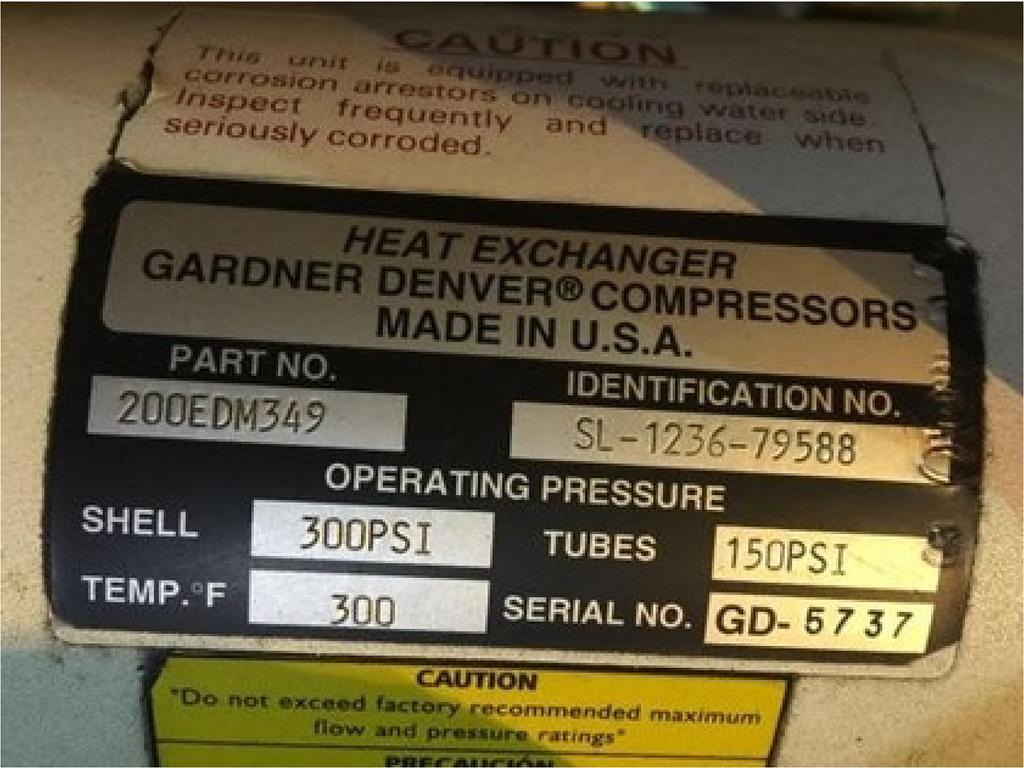 CAUTION
This unit is equipped with replaceable
corrosion arrestors on cooling water side.
Inspect frequently and replace when
seriously corroded.
HEAT EXCHANGER
GARDNER DENVER® COMPRESSORS
MADE IN U.S.A.
PART NO.
IDENTIFICATION NO.
200EDM349
SL-1236-79588
OPERATING PRESSURE
SHELL 300PSI TUBES 150PSI
TEMP.°F 300 SERIAL NO. GD-5737
CAUTION
"Do not exceed factory recommended maximum
flow and pressure ratings"
PRECAUCIÓN